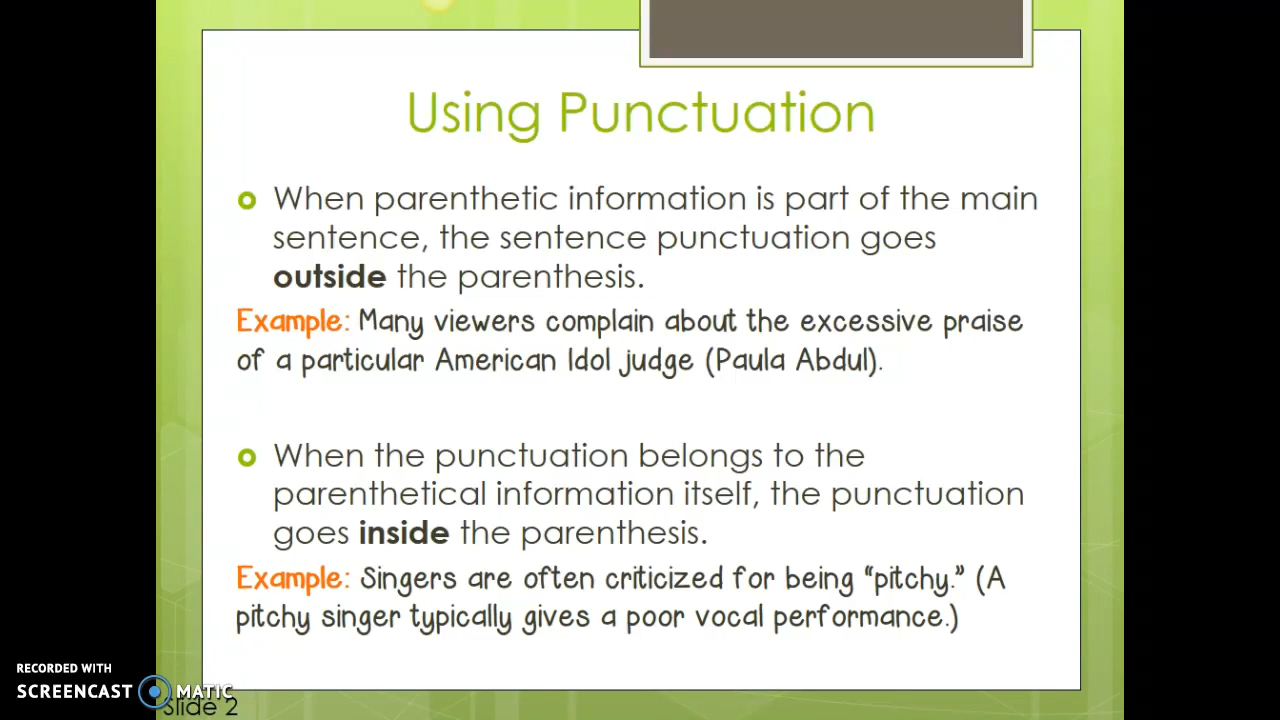 Using Punctuation
When parenthetic information is part of the main
sentence, the sentence punctuation goes
outside the parenthesis.
Example: Many viewers complain about the excessive praise
of a particular American Idol judge (Paula Abdul).
When the punctuation belongs to the
parenthetical information itself, the punctuation
goes inside the parenthesis.
Example: Singers are often criticized for being “pitchy.” (A
pitchy singer typically gives a poor vocal performance.)
RECORDED WITH
SCREENCAST MATIC
Slide 2